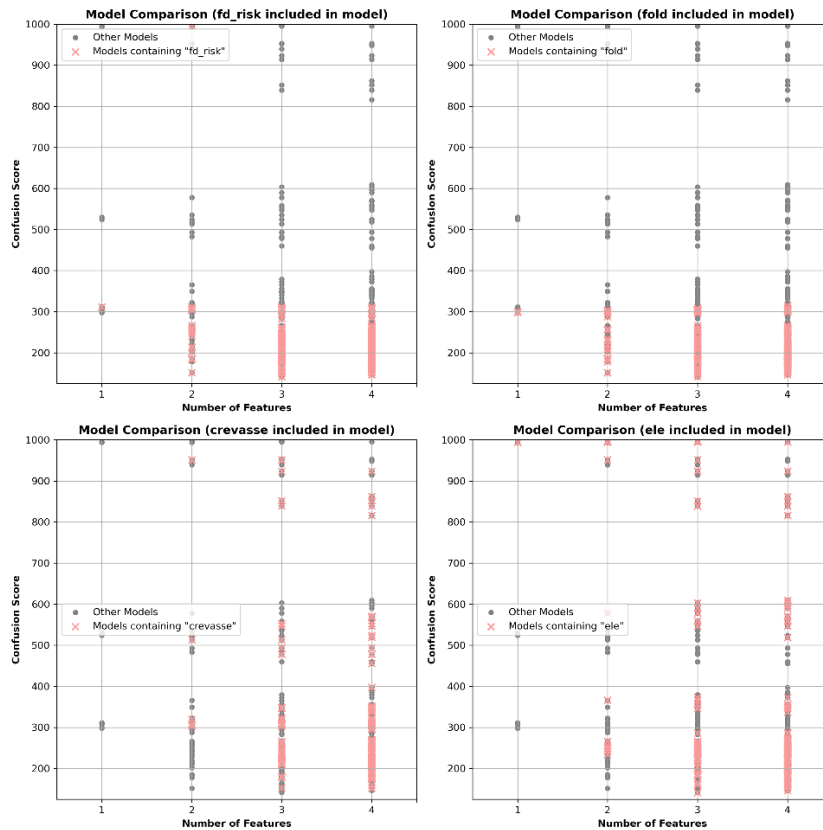 Model Comparison (fd_risk included in model)
1000
900
800
700
600
500
400
300
200
Confusion Score
Other Models
Models containing "fd_risk"
1 2 3 4
Number of Features
Model Comparison (fold included in model)
1000
900
800
700
600
500
400
300
200
Confusion Score
Other Models
Models containing "fold"
1 2 3 4
Number of Features
Model Comparison (crevasse included in model)
1000
900
800
700
600
500
400
300
200
Confusion Score
Other Models
Models containing "crevasse"
1 2 3 4
Number of Features
Model Comparison (ele included in model)
1000
900
800
700
600
500
400
300
200
Confusion Score
Other Models
Models containing "ele"
1 2 3 4
Number of Features